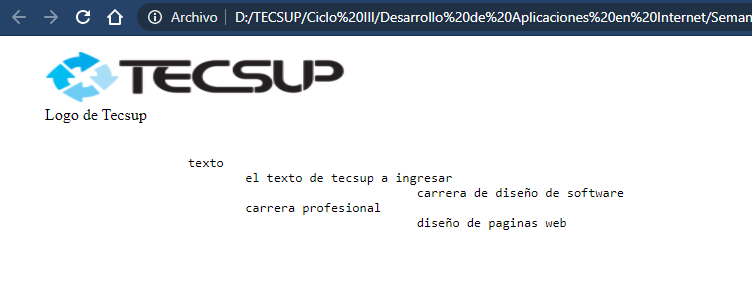 Archivo D:/TECSUP/Ciclo%20III/Desarrollo%20de%20Aplicaciones%20en%20Internet/Seman
TECSUP
Logo de Tecsup
texto
el texto de tecsup a ingresar
carrera de diseño de software
carrera profesional
diseño de paginas web